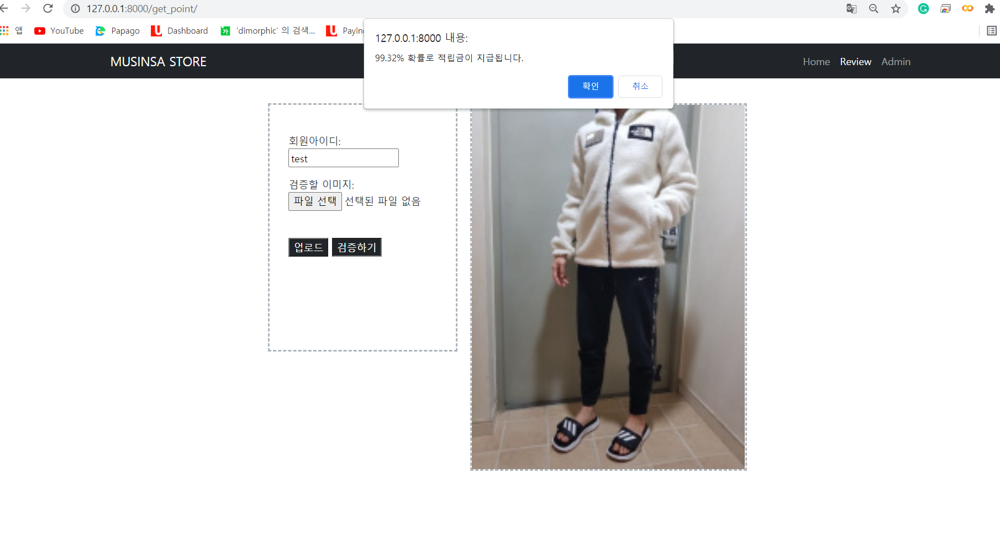 127.0.0.1:8000/get_point/
앱 YouTube Papago Dashboard 'dimorphic' 의 검색... Paying
127.0.0.1:8000 내용:
99.32% 확률로 적립금이 지급됩니다.
확인 취소
MUSINSA STORE Home Review Admin
회원아이디:
test
검증할 이미지:
파일 선택 선택된 파일 없음
업로드 검증하기